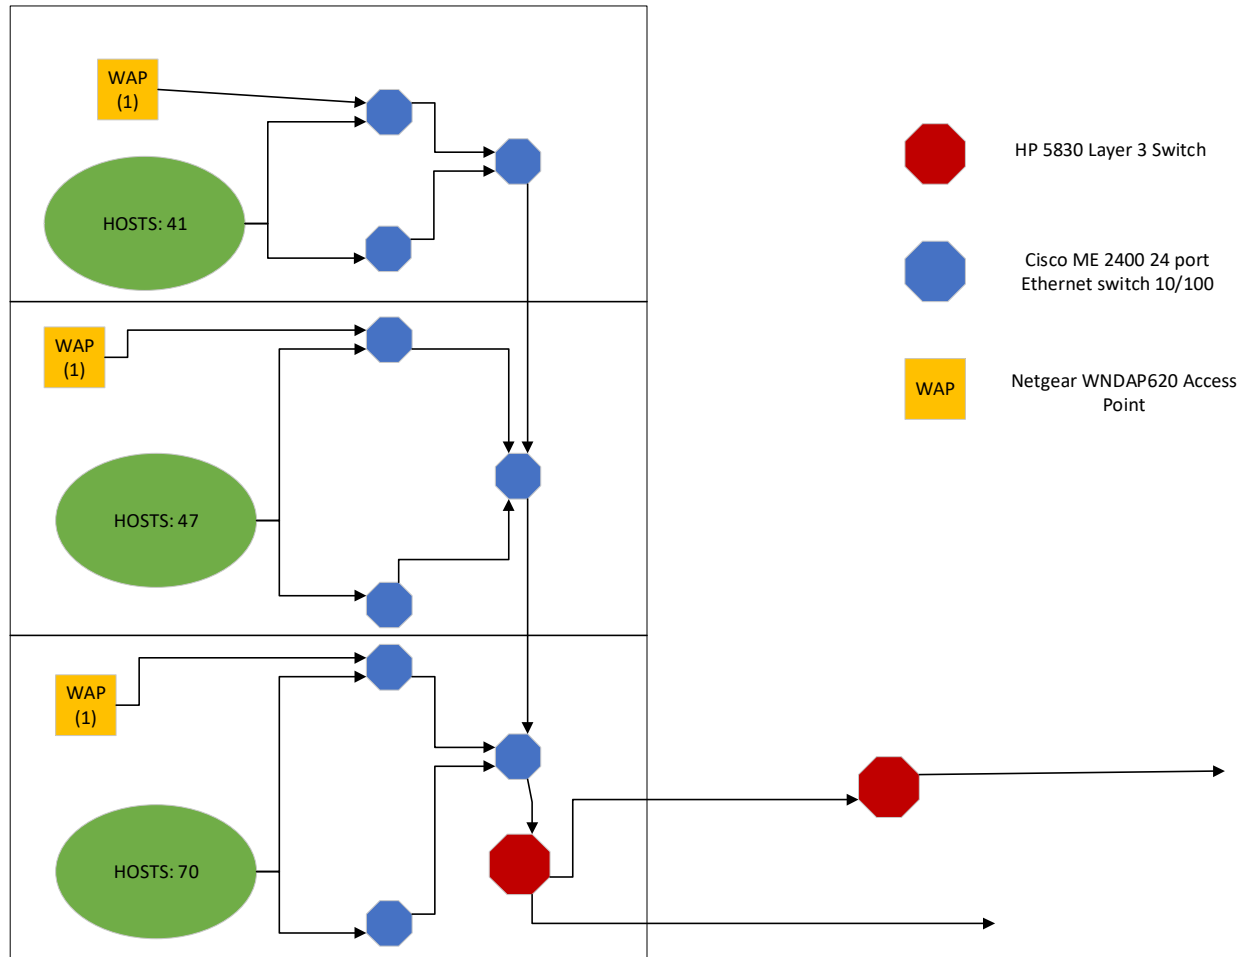 WAP
(1)
HOSTS: 41
WAP
(1)
HOSTS: 47
WAP
(1)
HOSTS: 70
HP 5830 Layer 3 Switch
Cisco ME 2400 24 port
Ethernet switch 10/100
WAP
Netgear WNDAP620 Access
Point